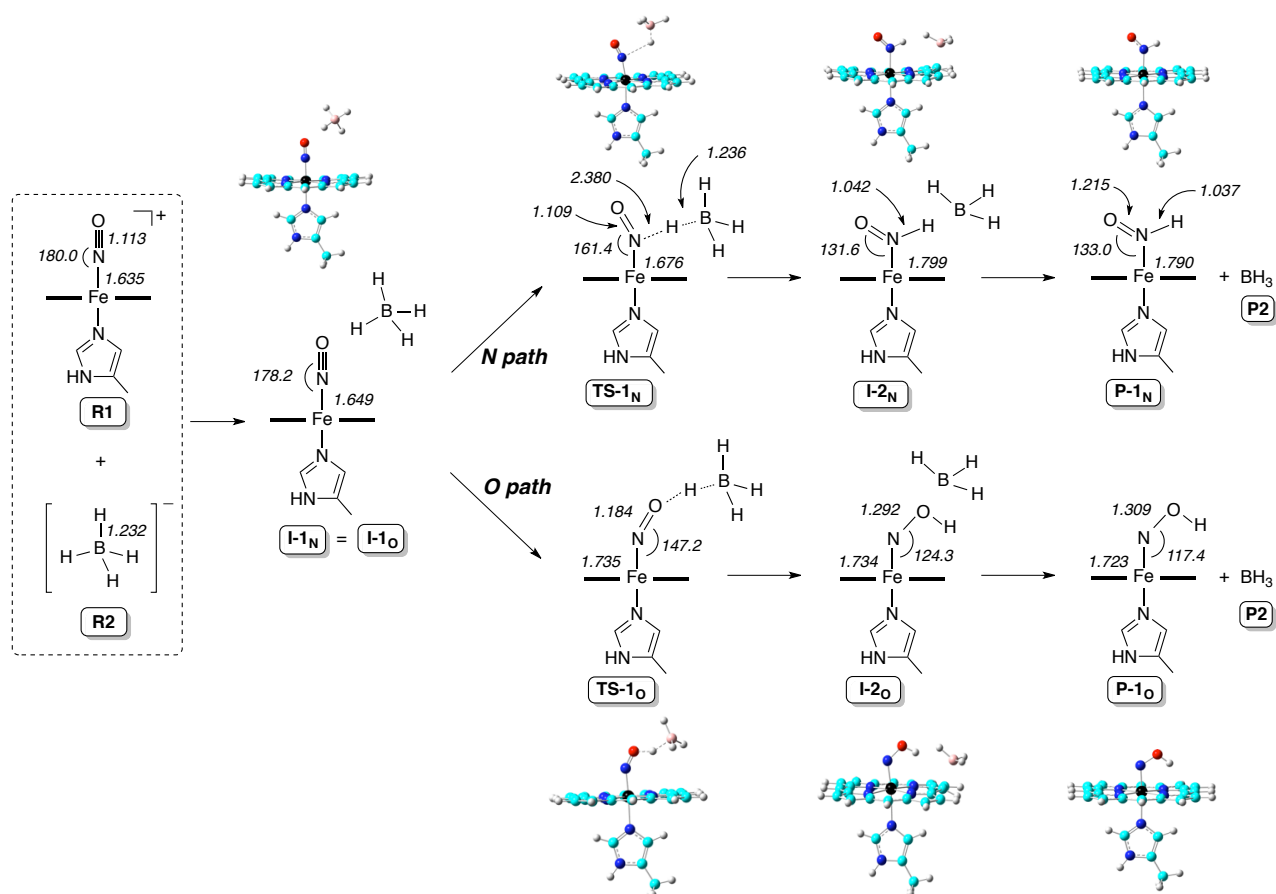 O
+
N
1.113
180.0
1.635
Fe
N
HN
R1
+
H
1.232
B
H
H
H
−
R2
H
B
H
H
H
O
N
178.2
1.649
Fe
N
HN
I-1N = I-1O
N path
O path
1.236
2.380
H
1.109
O
H
B
H
N
H
161.4
1.676
Fe
N
HN
TS-1N
1.042
H
B
H
H
O
N
H
131.6
1.799
Fe
N
HN
I-2N
1.215
1.037
O
N
H
133.0
1.790
Fe
N
HN
P-1N
+ BH3
P2
H
H
B
H
H
O
1.184
N
147.2
1.735
Fe
N
HN
TS-1O
H
H
B
H
1.292
O
H
N
124.3
1.734
Fe
N
HN
I-2O
1.309
O
H
N
117.4
1.723
Fe
N
HN
P-1O
+ BH3
P2